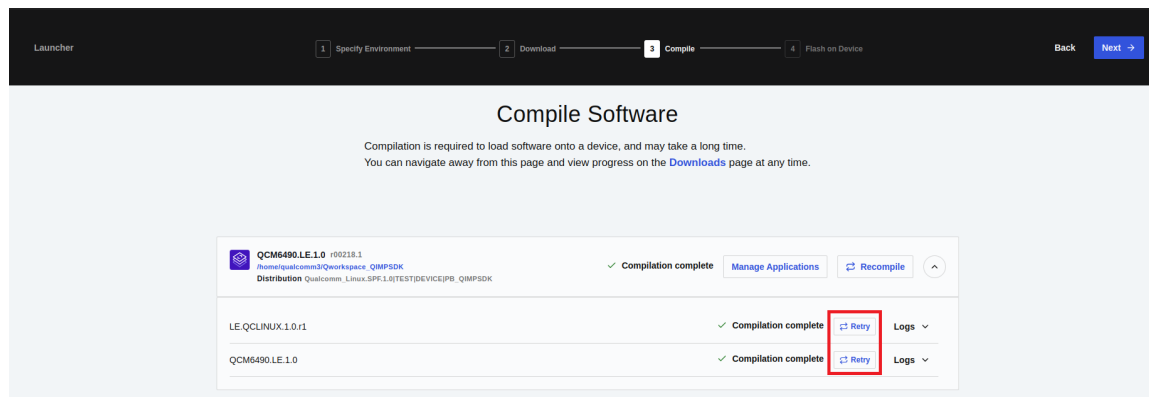 Launcher
1 Specify Environment
2 Download
3 Compile
4 Flash on Device
Back
Next →
Compile Software
Compilation is required to load software onto a device, and may take a long time.
You can navigate away from this page and view progress on the Downloads page at any time.
QCM6490.LE.1.0 r00218.1
/home/qualcomm3/Qworkspace_QIMPSDK
Distribution Qualcomm_Linux.SPF.1.0|TEST|DEVICE|PB_QIMPSDK
Compilation complete
Manage Applications
Recompile
LE.QCLINUX.1.0.r1
Compilation complete
Retry
Logs
QCM6490.LE.1.0
Compilation complete
Retry
Logs